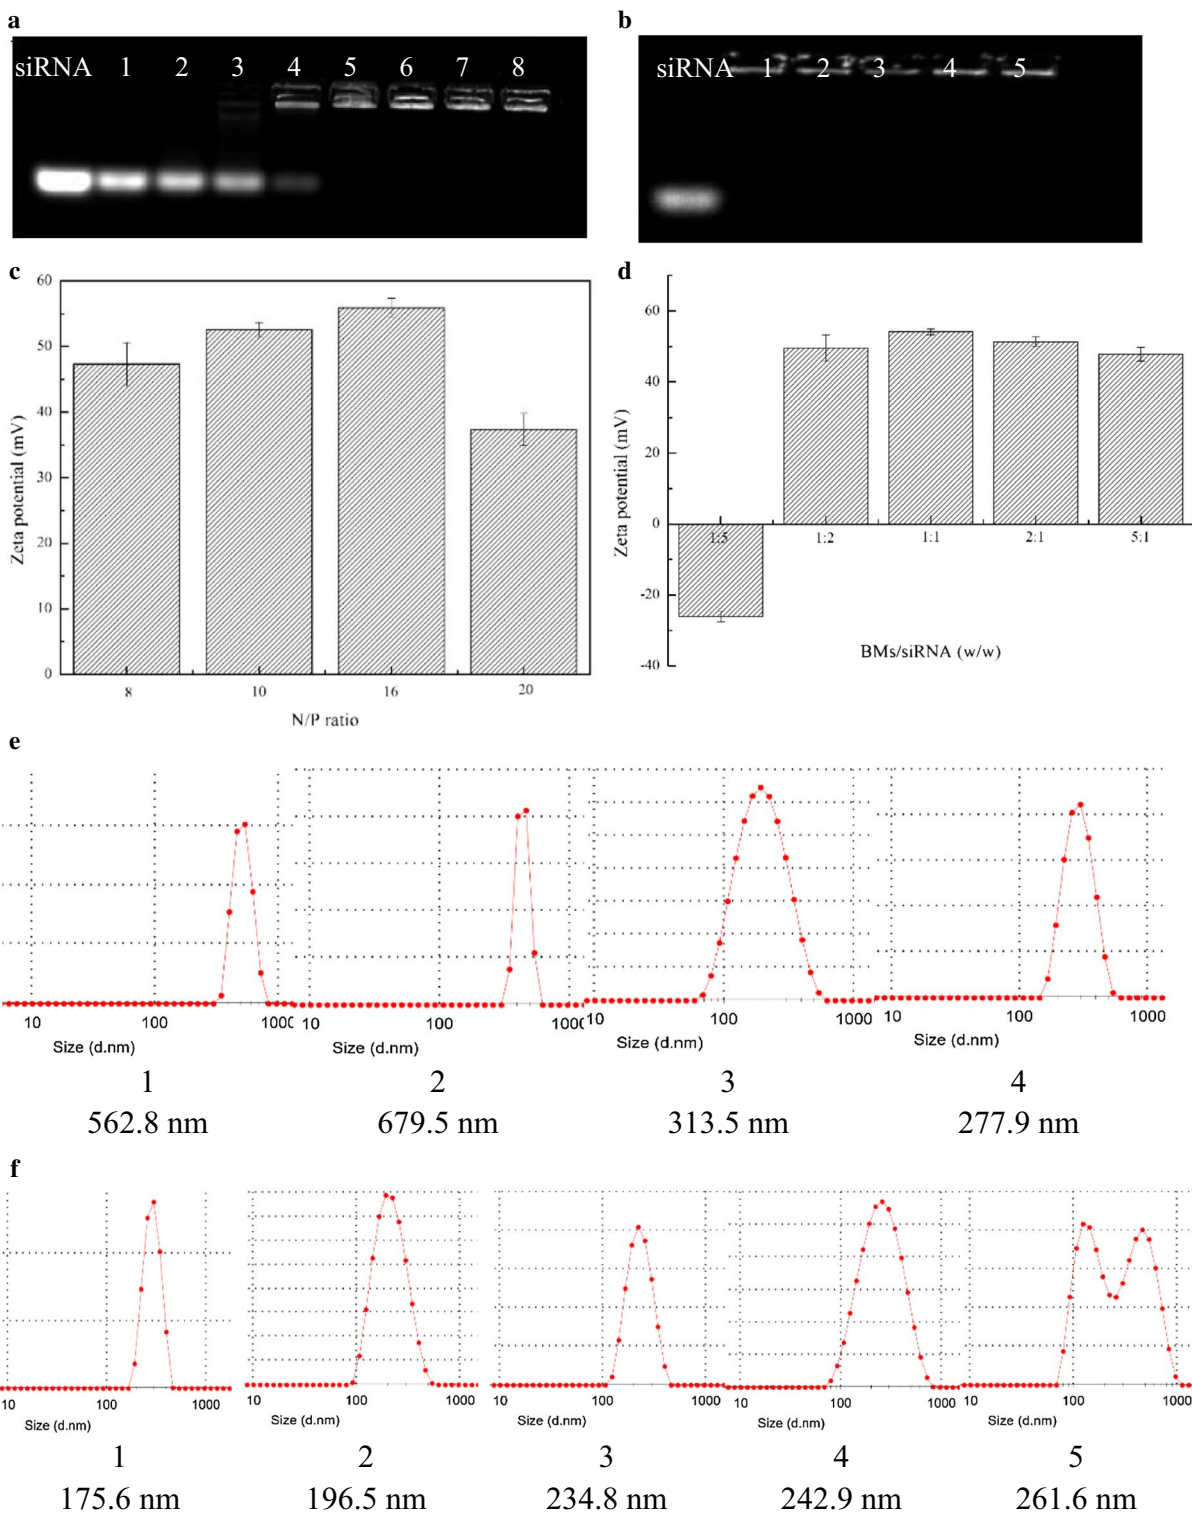 a
siRNA 1 2 3 4 5 6 7 8
b
siRNA 1 2 3 4 5
c
Zeta potential (mV)
60
50
40
30
20
10
0
8 10 16 20
N/P ratio
d
Zeta potential (mV)
60
40
20
0
-20
-40
1:5 1:2 1:1 2:1 5:1
BMs/siRNA (w/w)
e
10 100 1000
Size (d.nm)
1
562.8 nm
10 100 1000
Size (d.nm)
2
679.5 nm
10 100 1000
Size (d.nm)
3
313.5 nm
10 100 1000
Size (d.nm)
4
277.9 nm
f
10 100 1000
Size (d.nm)
1
175.6 nm
10 100 1000
Size (d.nm)
2
196.5 nm
10 100 1000
Size (d.nm)
3
234.8 nm
10 100 1000
Size (d.nm)
4
242.9 nm
10 100 1000
Size (d.nm)
5
261.6 nm